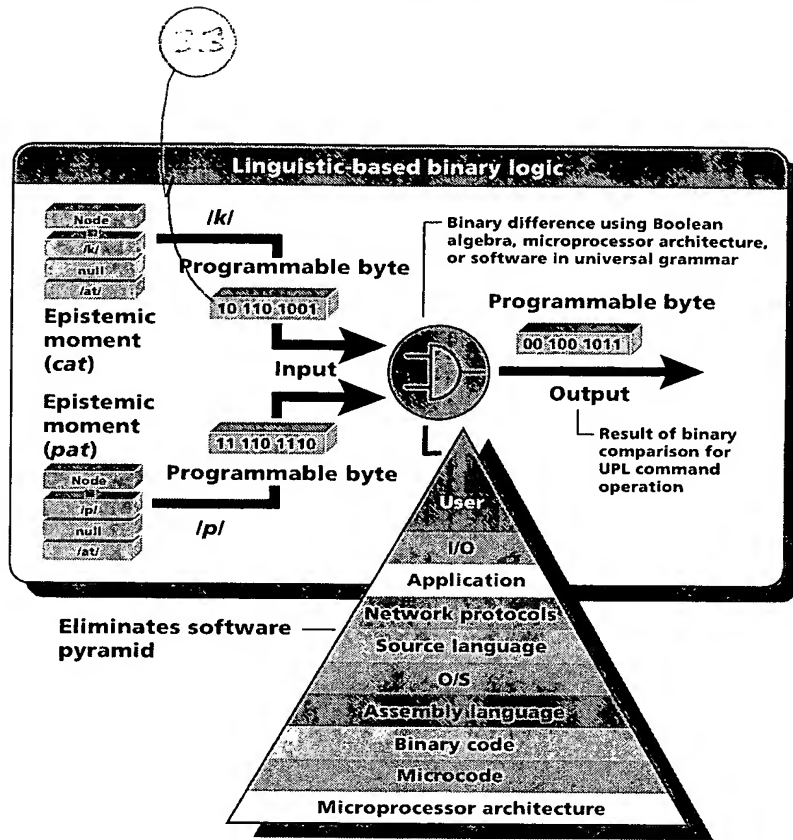 33
Linguistic-based binary logic
Node
/k/
null
/at/
/k/
Programmable byte
10 110 1001
Epistemic
moment
(cat)
Input
Binary difference using Boolean
algebra, microprocessor architecture,
or software in universal grammar
Programmable byte
00 100 1011
Output
Result of binary
comparison for
UPL command
operation
Epistemic
moment
(pat)
11 110 1110
Programmable byte
Node
/p/
null
/at/
/p/
User
I/O
Application
Network protocols
Source language
O/S
Assembly language
Binary code
Microcode
Microprocessor architecture
Eliminates software
pyramid